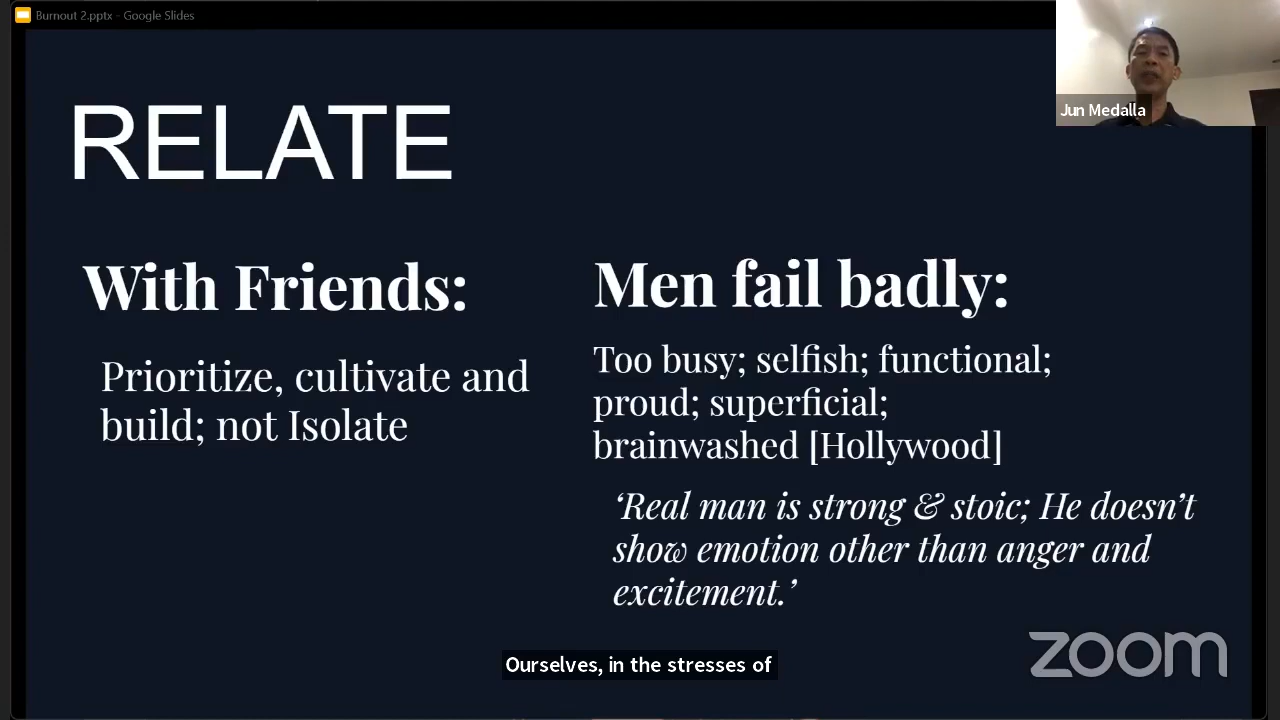 Burnout 2.pptx - Google Slides
Jun Medalla
RELATE
With Friends:
Prioritize, cultivate and
build; not Isolate
Men fail badly:
Too busy; selfish; functional;
proud; superficial;
brainwashed [Hollywood]
‘Real man is strong & stoic; He doesn’t
show emotion other than anger and
excitement.’
Ourselves, in the stresses of
zoom